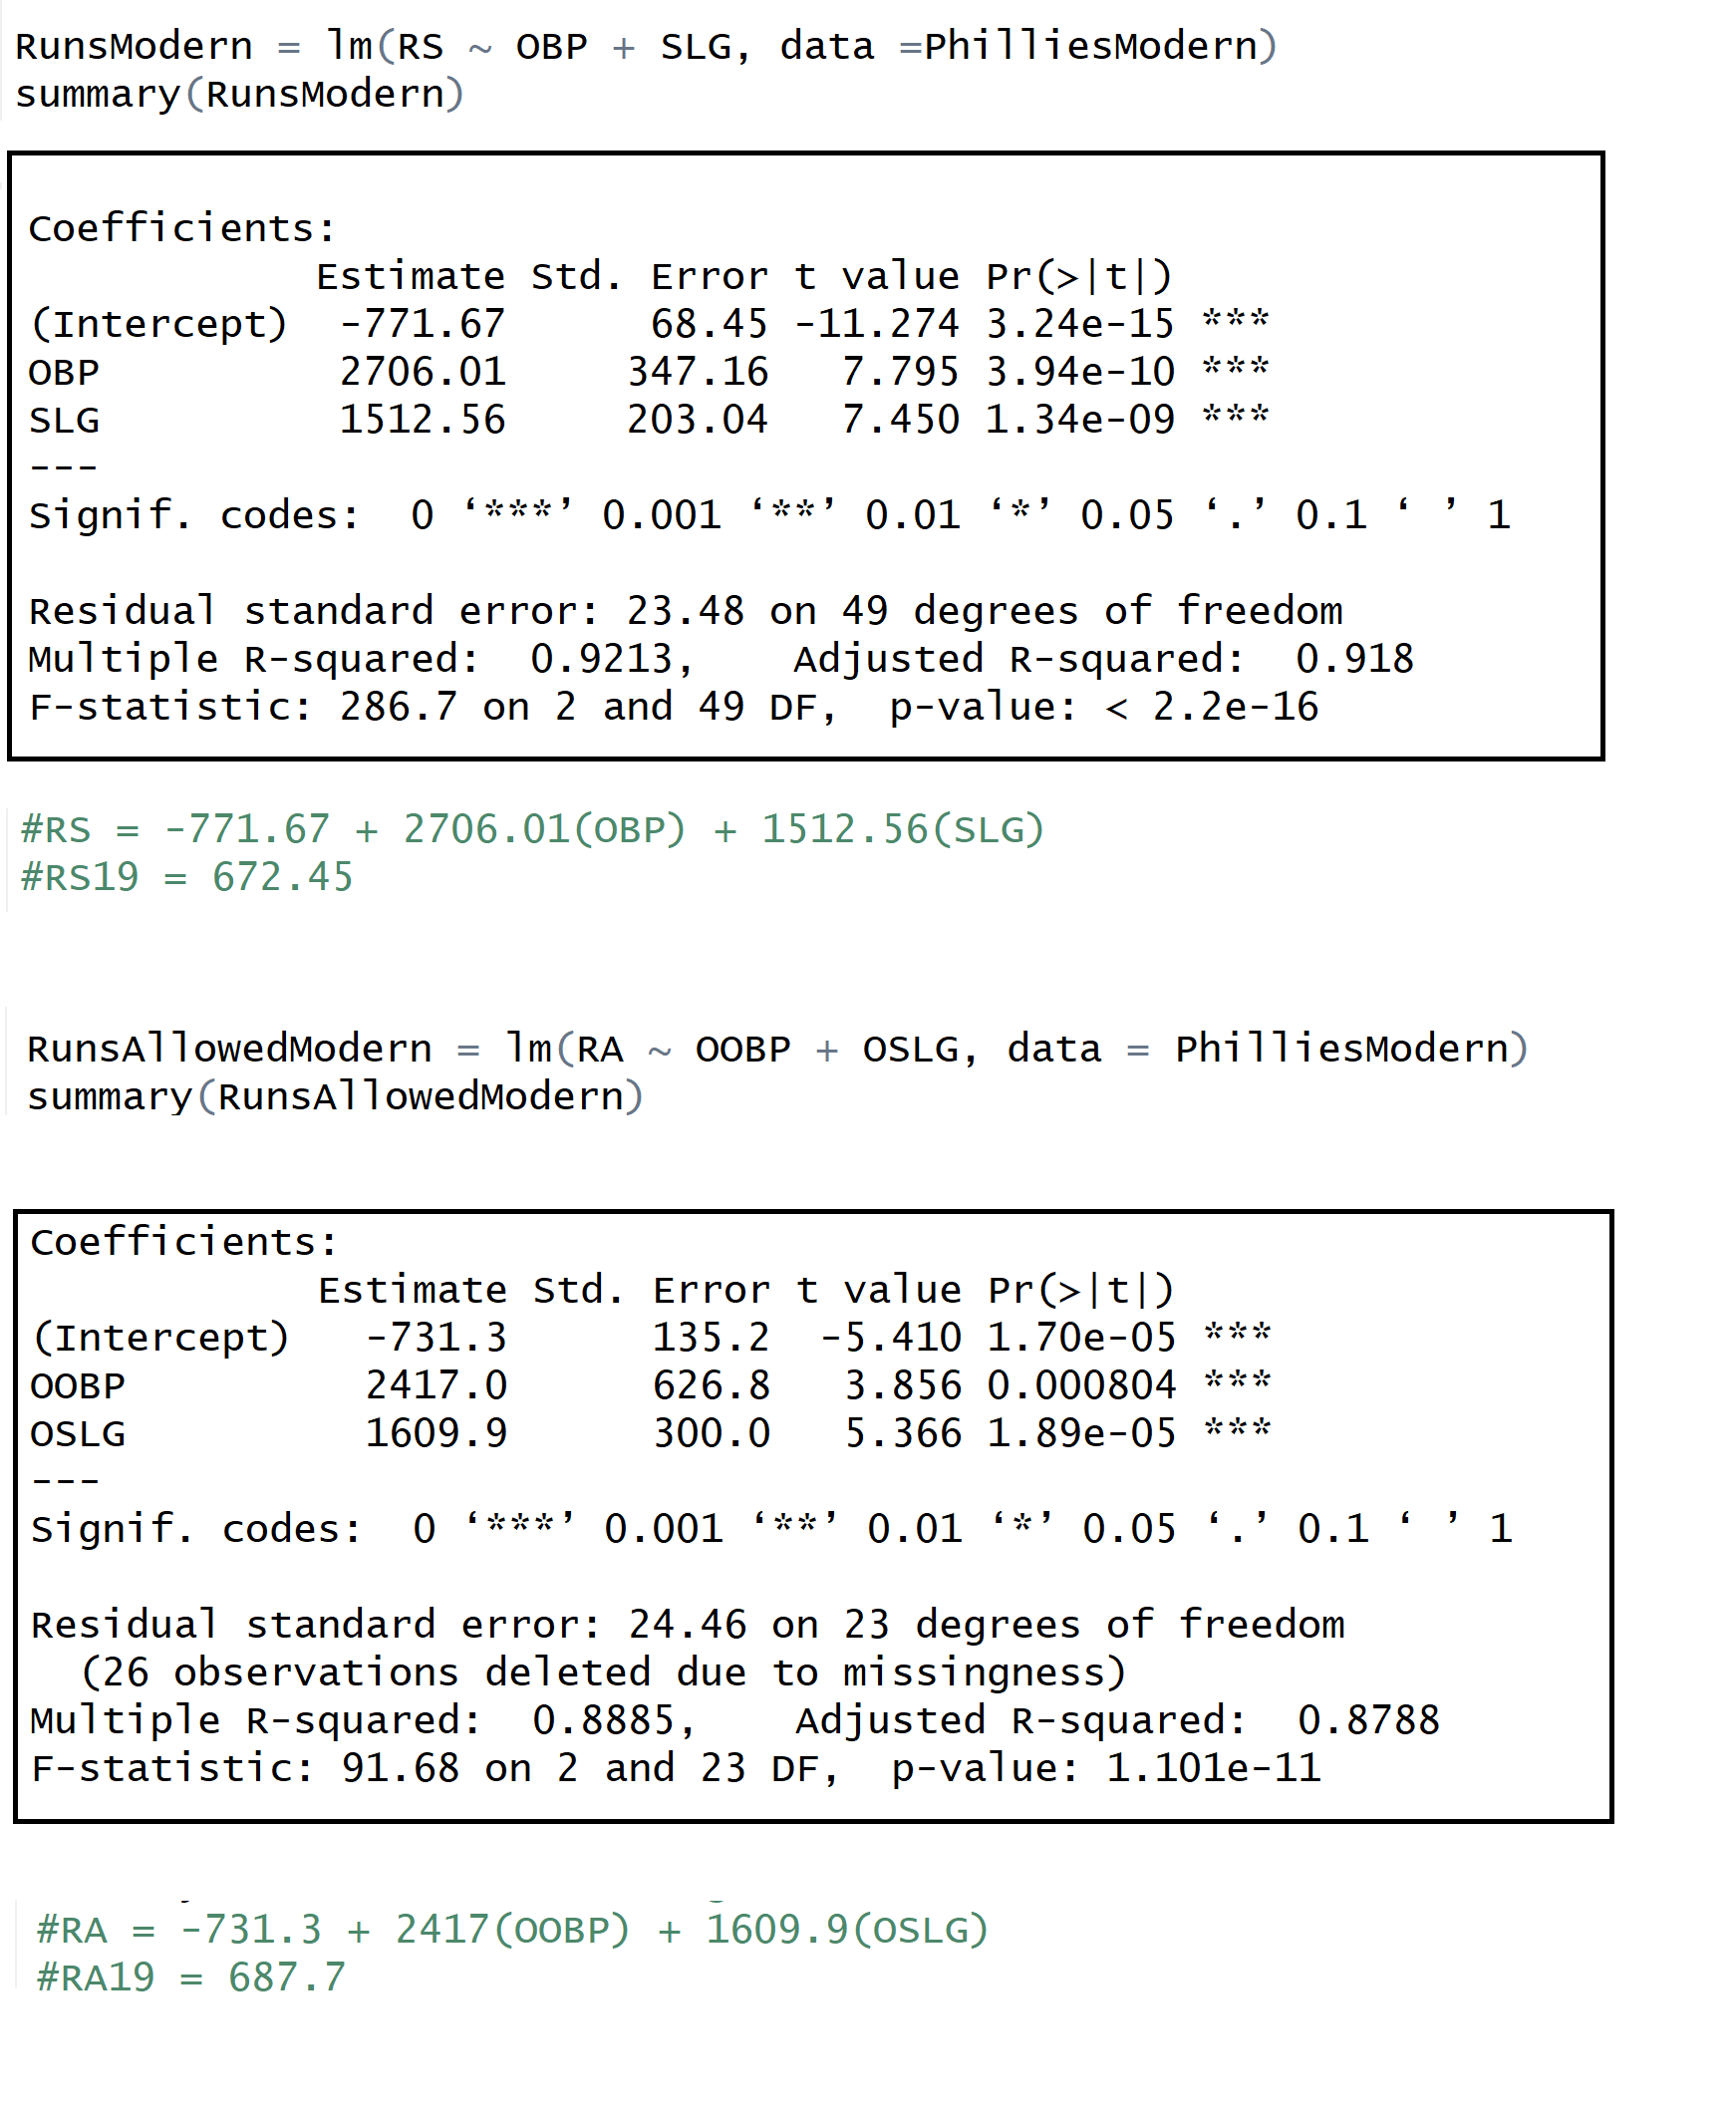 RunsModern = lm(RS ~ OBP + SLG, data =PhilliesModern)
summary(RunsModern)
Coefficients:
            Estimate Std. Error t value Pr(>|t|)
(Intercept)  -771.67      68.45 -11.274 3.24e-15 ***
OBP          2706.01     347.16   7.795 3.94e-10 ***
SLG          1512.56     203.04   7.450 1.34e-09 ***
---
Signif. codes:  0 ‘***’ 0.001 ‘**’ 0.01 ‘*’ 0.05 ‘.’ 0.1 ‘ ’ 1
Residual standard error: 23.48 on 49 degrees of freedom
Multiple R-squared:  0.9213,    Adjusted R-squared:  0.918
F-statistic: 286.7 on 2 and 49 DF,  p-value: < 2.2e-16
#RS = -771.67 + 2706.01(OBP) + 1512.56(SLG)
#RS19 = 672.45
RunsAllowedModern = lm(RA ~ OOBP + OSLG, data = PhilliesModern)
summary(RunsAllowedModern)
Coefficients:
            Estimate Std. Error t value Pr(>|t|)
(Intercept)   -731.3      135.2  -5.410 1.70e-05 ***
OOBP          2417.0      626.8   3.856 0.000804 ***
OSLG          1609.9      300.0   5.366 1.89e-05 ***
---
Signif. codes:  0 ‘***’ 0.001 ‘**’ 0.01 ‘*’ 0.05 ‘.’ 0.1 ‘ ’ 1
Residual standard error: 24.46 on 23 degrees of freedom
  (26 observations deleted due to missingness)
Multiple R-squared:  0.8885,    Adjusted R-squared:  0.8788
F-statistic: 91.68 on 2 and 23 DF,  p-value: 1.101e-11
#RA = -731.3 + 2417(OOBP) + 1609.9(OSLG)
#RA19 = 687.7